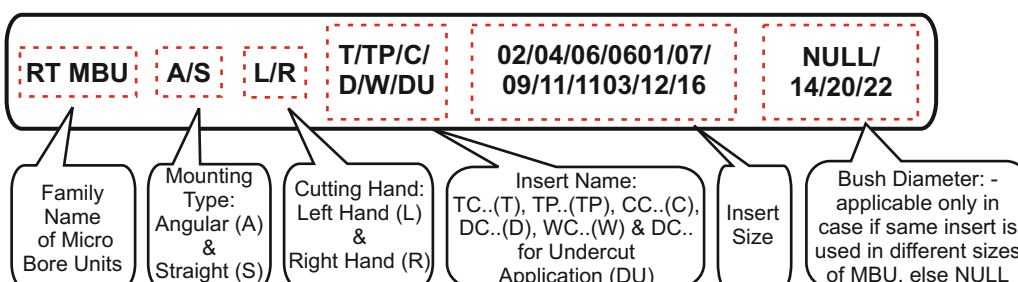 RT MBU
A/S
L/R
T/TP/C/
D/W/DU
02/04/06/0601/07/
09/11/1103/12/16
NULL/
14/20/22
Family
Name
of Micro
Bore Units
Mounting
Type:
Angular (A)
&
Straight (S)
Cutting Hand:
Left Hand (L)
&
Right Hand (R)
Insert Name:
TC..(T), TP..(TP), CC..(C),
DC..(D), WC..(W) & DC..
for Undercut
Application (DU)
Insert
Size
Bush Diameter: -
applicable only in
case if same insert is
used in different sizes
of MBU, else NULL